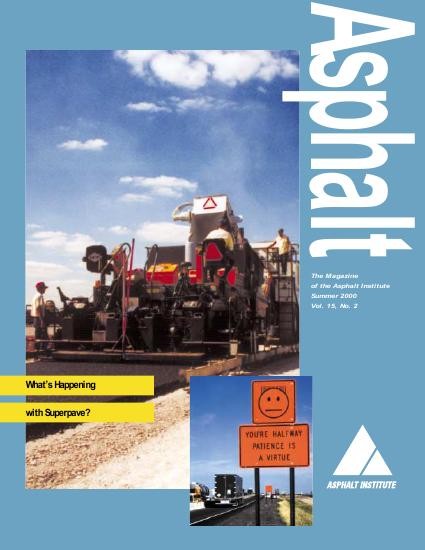 Asphalt
The Magazine
of the Asphalt Institute
Summer 2000
Vol. 15, No. 2
What's Happening
with Superpave?
YOU'RE HALFWAY
PATIENCE IS
A VIRTUE
ASPHALT INSTITUTE